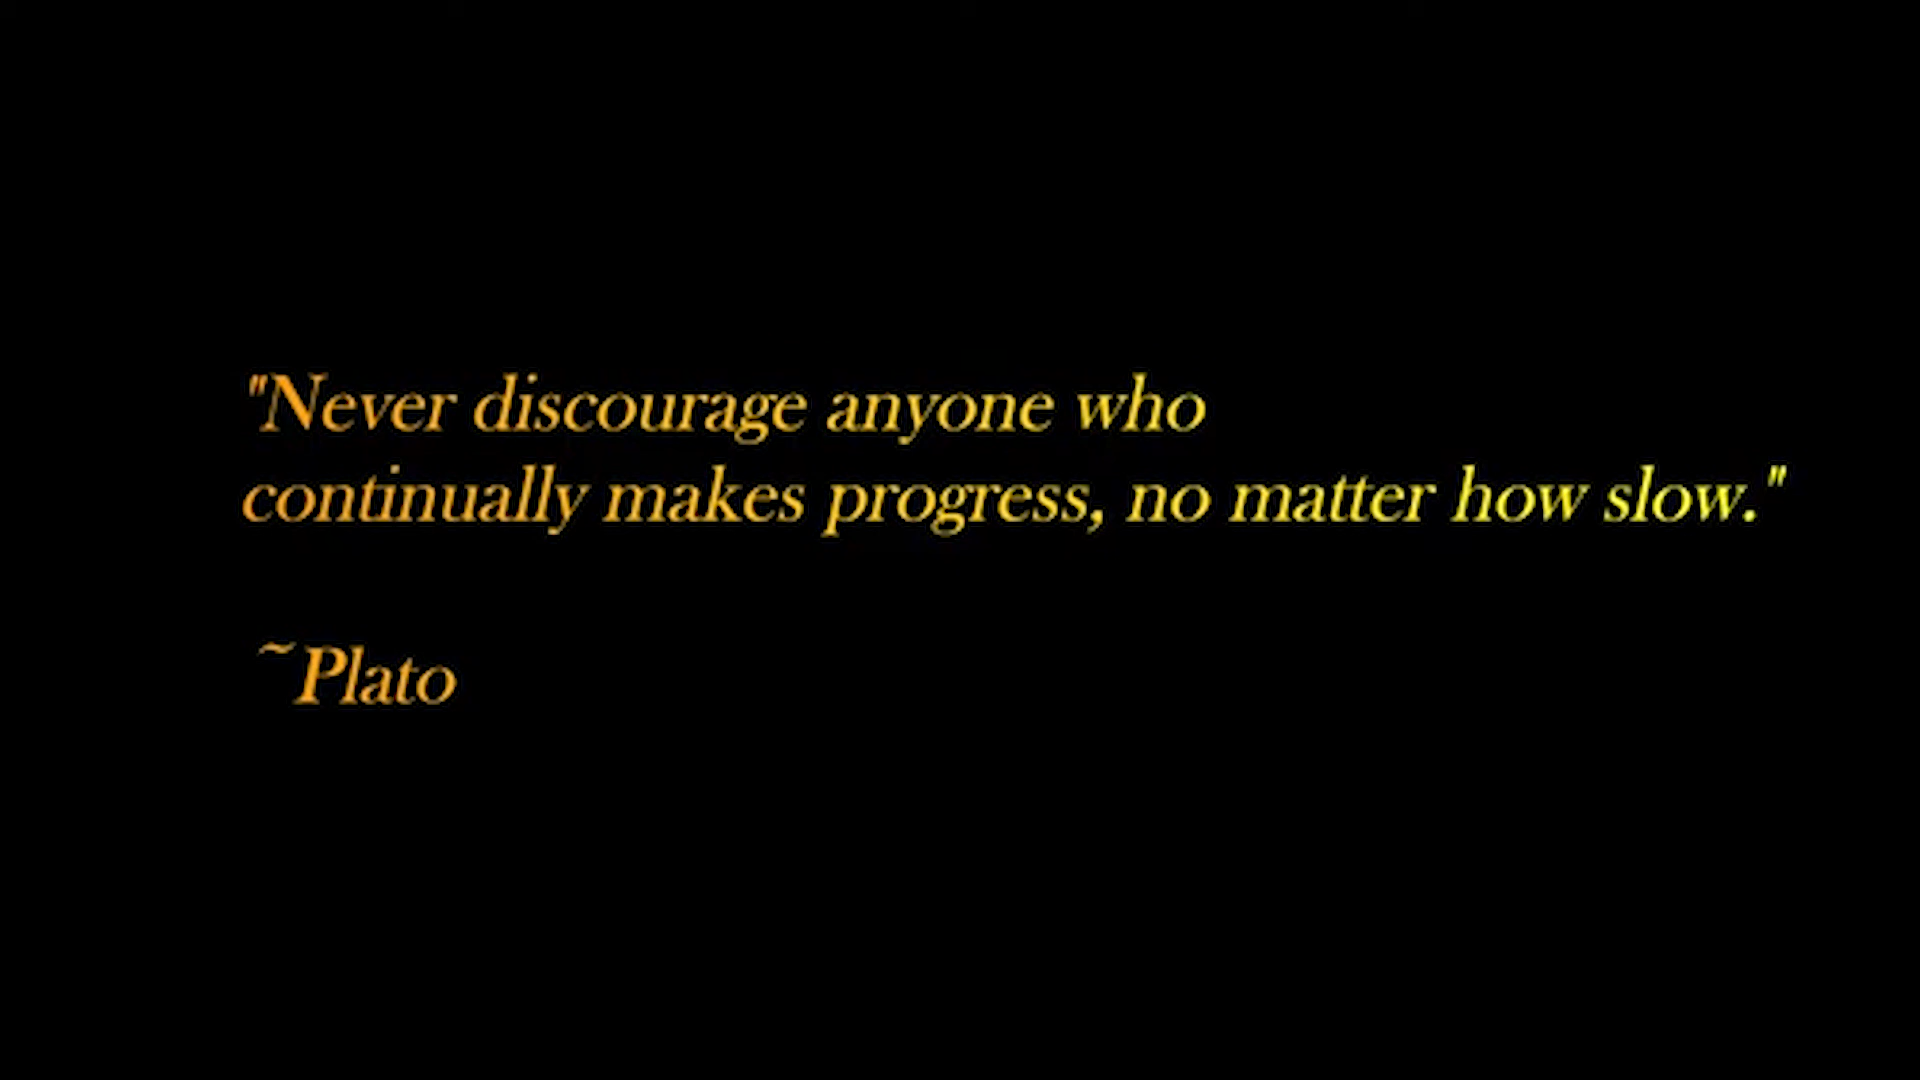 "Never discourage anyone who
continually makes progress, no matter how slow."
~Plato